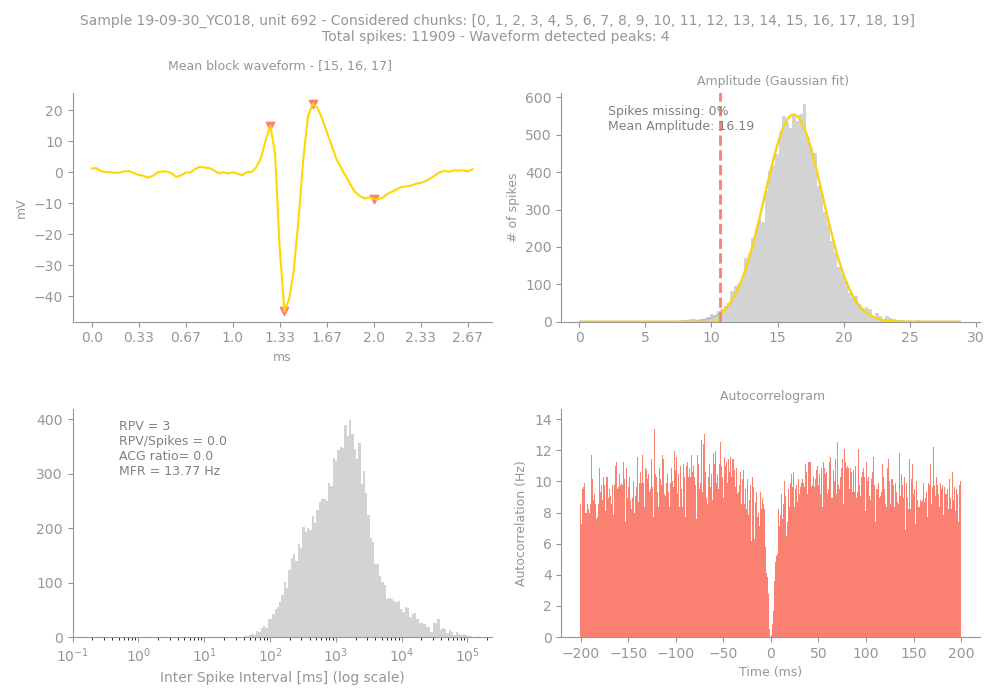 Sample 19-09-30_YC018, unit 692 - Considered chunks: [0, 1, 2, 3, 4, 5, 6, 7, 8, 9, 10, 11, 12, 13, 14, 15, 16, 17, 18, 19]
Total spikes: 11909 - Waveform detected peaks: 4
Mean block waveform - [15, 16, 17]
20
10
0
−10
−20
−30
−40
mV
0.0 0.33 0.67 1.0 1.33 1.67 2.0 2.33 2.67
ms
Amplitude (Gaussian fit)
Spikes missing: 0%
Mean Amplitude: 16.19
600
500
400
300
200
100
0
# of spikes
0 5 10 15 20 25 30
RPV = 3
RPV/Spikes = 0.0
ACG ratio= 0.0
MFR = 13.77 Hz
400
300
200
100
0
10−1 100 101 102 103 104 105
Inter Spike Interval [ms] (log scale)
Autocorrelogram
14
12
10
8
6
4
2
0
Autocorrelation (Hz)
−200 −150 −100 −50 0 50 100 150 200
Time (ms)